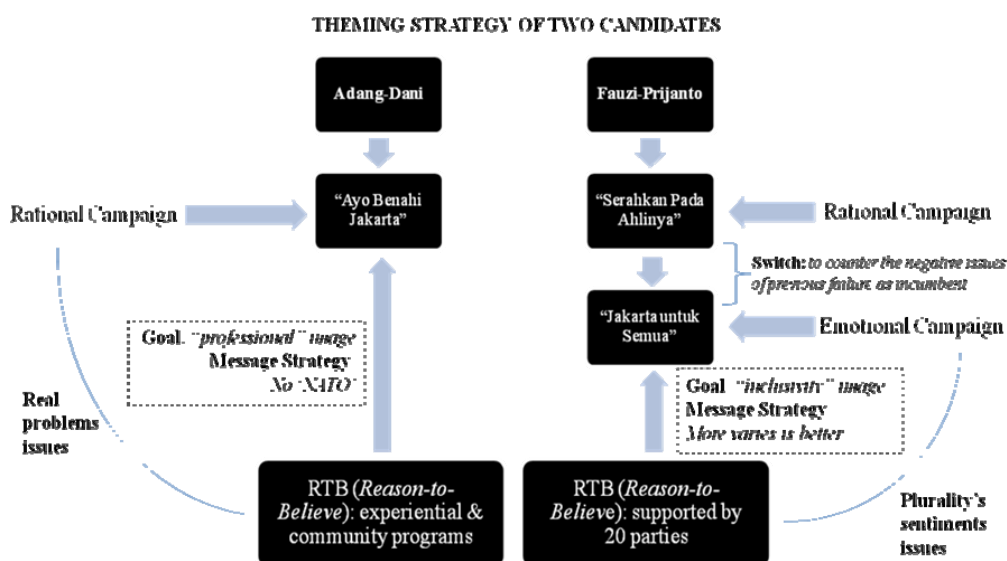 THEMING STRATEGY OF TWO CANDIDATES
Adang-Dani
Fauzi-Prijanto
"Ayo Benahi
Jakarta"
"Serahkan Pada
Ahlinya"
Rational Campaign
Rational Campaign
Switch: to counter the negative issues
of previous failure as incumbent
"Jakarta untuk
Semua"
Emotional Campaign
Goal. "professional" image
Message Strategy
No "NATO"
Goal "inclusivity" image
Message Strategy
More varies is better
Real
problems
issues
RTB (Reason-to-
Believe): experiential &
community programs
RTB (Reason-to-
Believe): supported by
20 parties
Plurality's
sentiments
issues